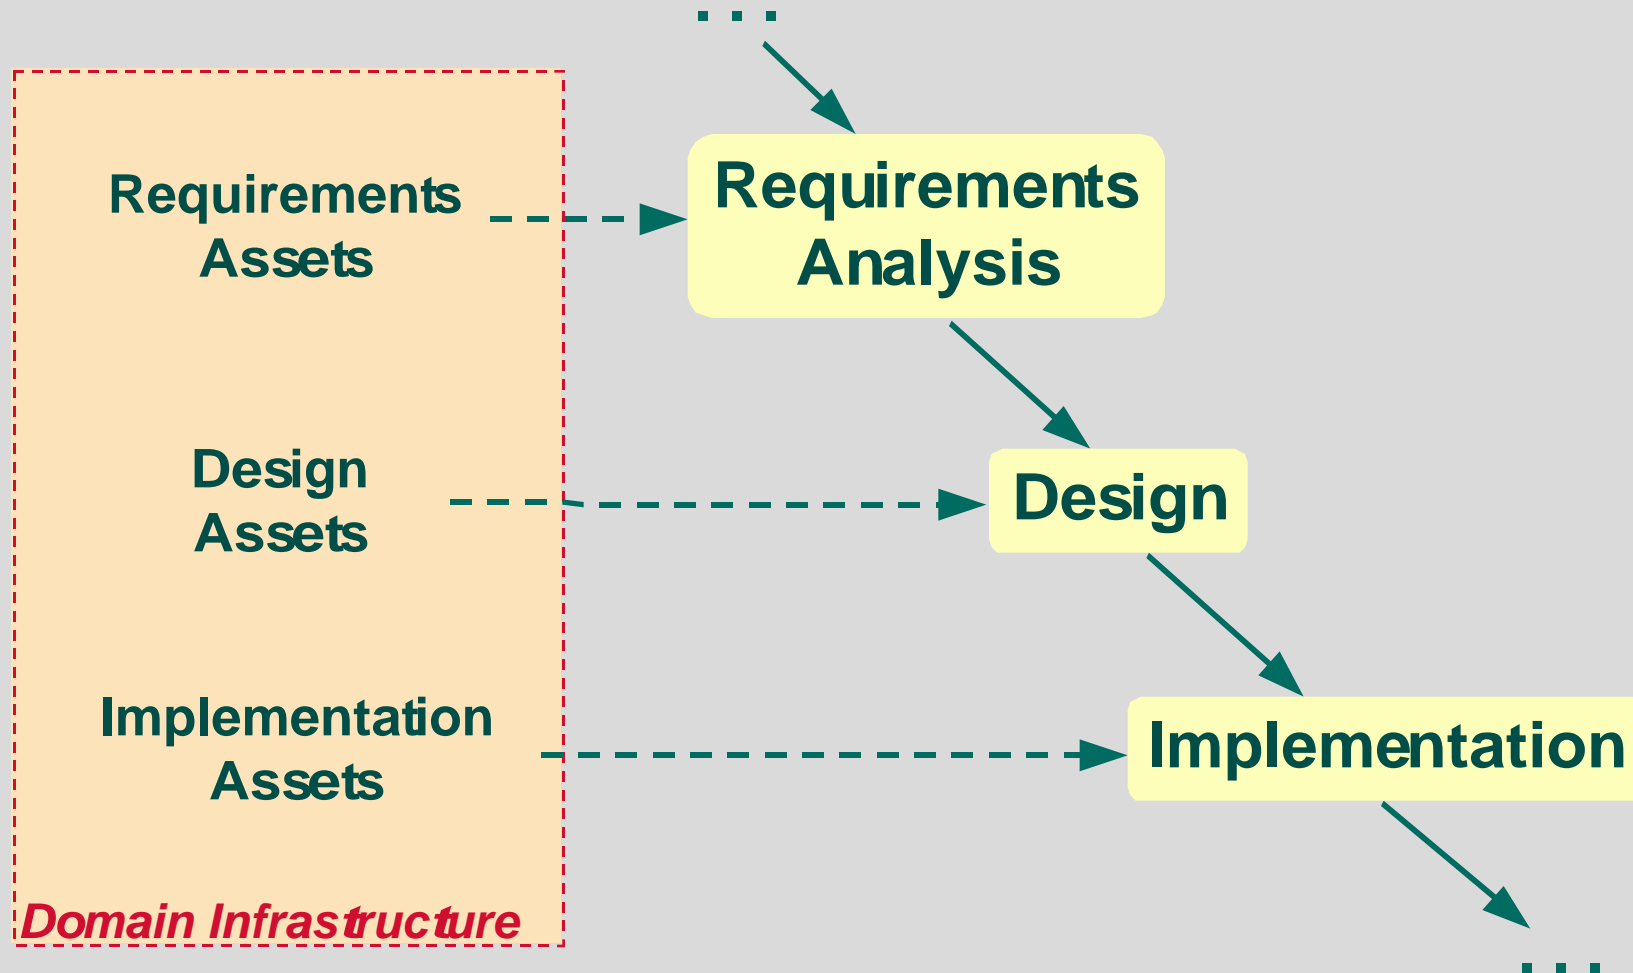 ...
Requirements
Assets
Requirements
Analysis
Design
Assets
Design
Implementation
Assets
Implementation
Domain Infrastructure
...